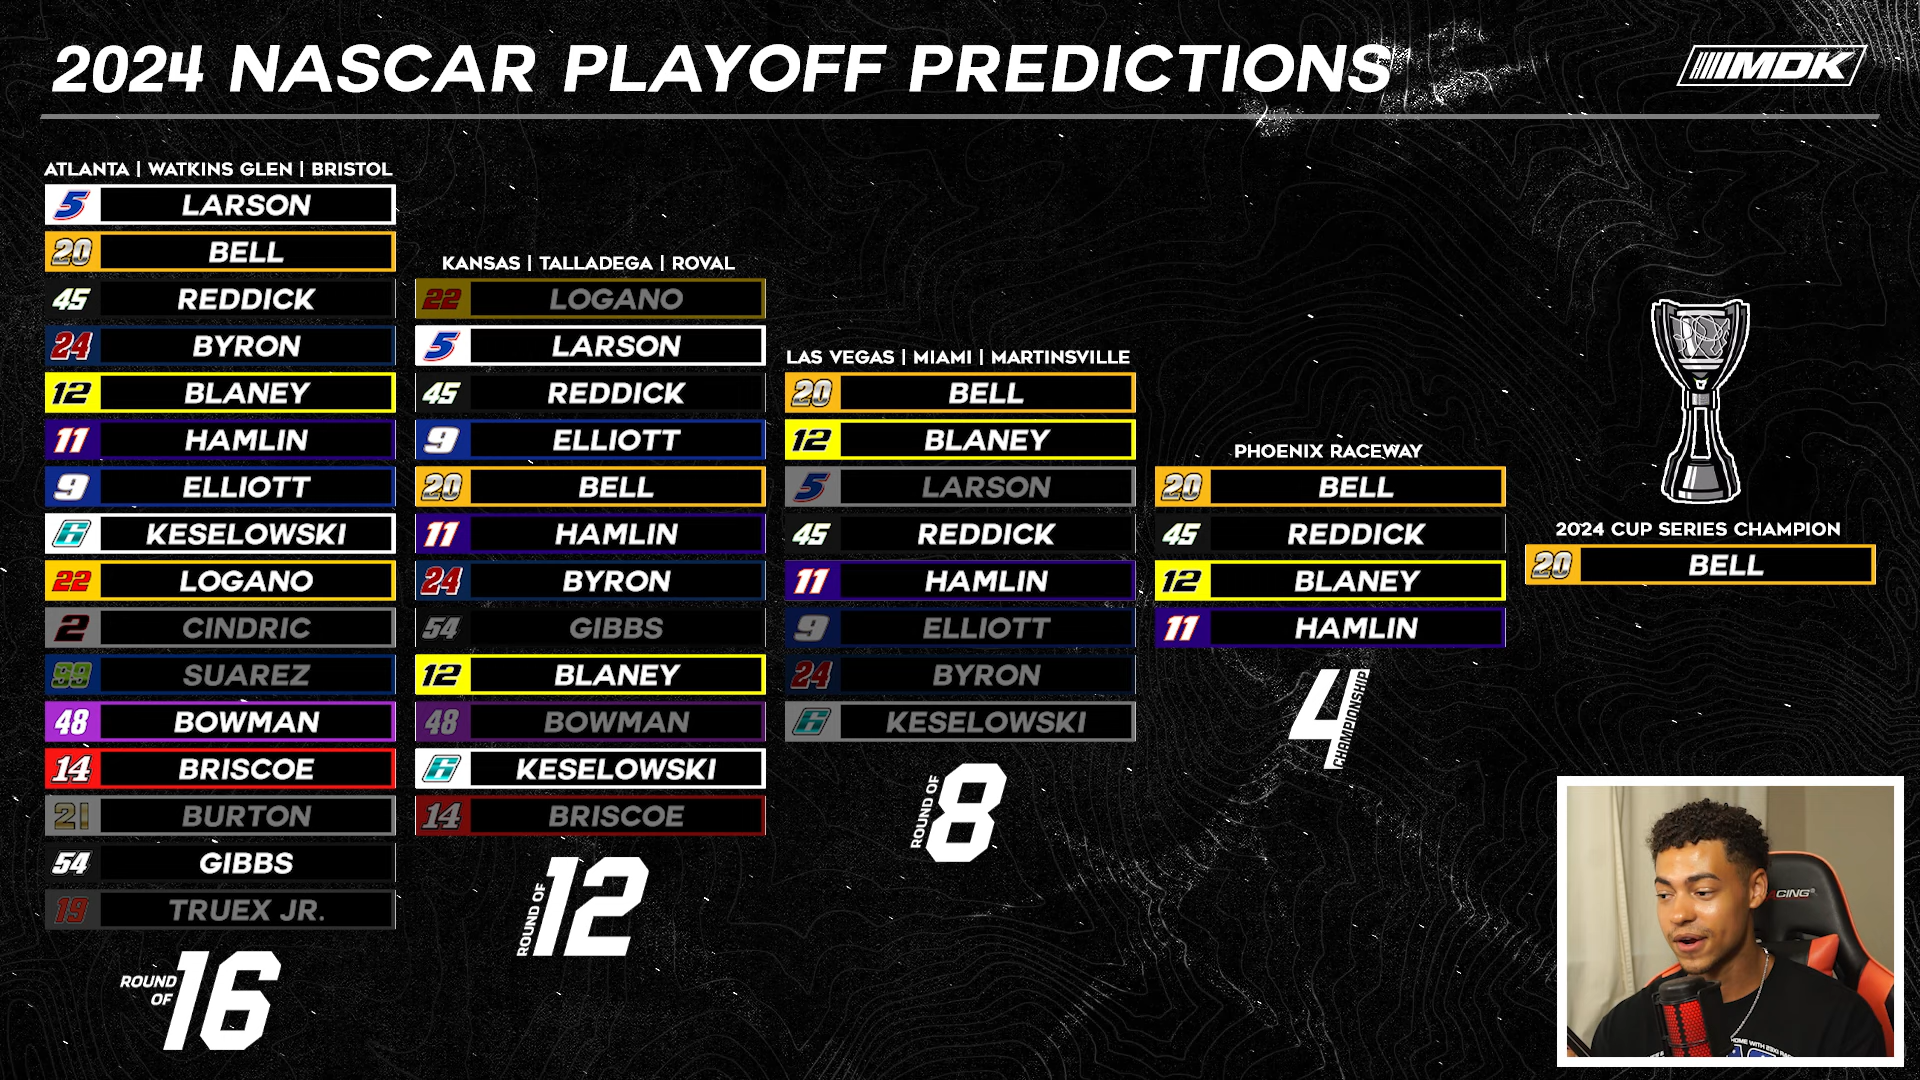 2024 NASCAR PLAYOFF PREDICTIONS
MDK
ATLANTA | WATKINS GLEN | BRISTOL
5 LARSON
20 BELL
45 REDDICK
24 BYRON
12 BLANEY
11 HAMLIN
9 ELLIOTT
6 KESELOWSKI
22 LOGANO
2 CINDRIC
99 SUAREZ
48 BOWMAN
14 BRISCOE
21 BURTON
54 GIBBS
19 TRUEX JR.
ROUND OF 16
KANSAS | TALLADEGA | ROVAL
22 LOGANO
5 LARSON
45 REDDICK
9 ELLIOTT
20 BELL
11 HAMLIN
24 BYRON
54 GIBBS
12 BLANEY
48 BOWMAN
6 KESELOWSKI
14 BRISCOE
ROUND OF 12
LAS VEGAS | MIAMI | MARTINSVILLE
20 BELL
12 BLANEY
5 LARSON
45 REDDICK
11 HAMLIN
9 ELLIOTT
24 BYRON
6 KESELOWSKI
ROUND OF 8
PHOENIX RACEWAY
20 BELL
45 REDDICK
12 BLANEY
11 HAMLIN
CHAMPIONSHIP 4
2024 CUP SERIES CHAMPION
20 BELL